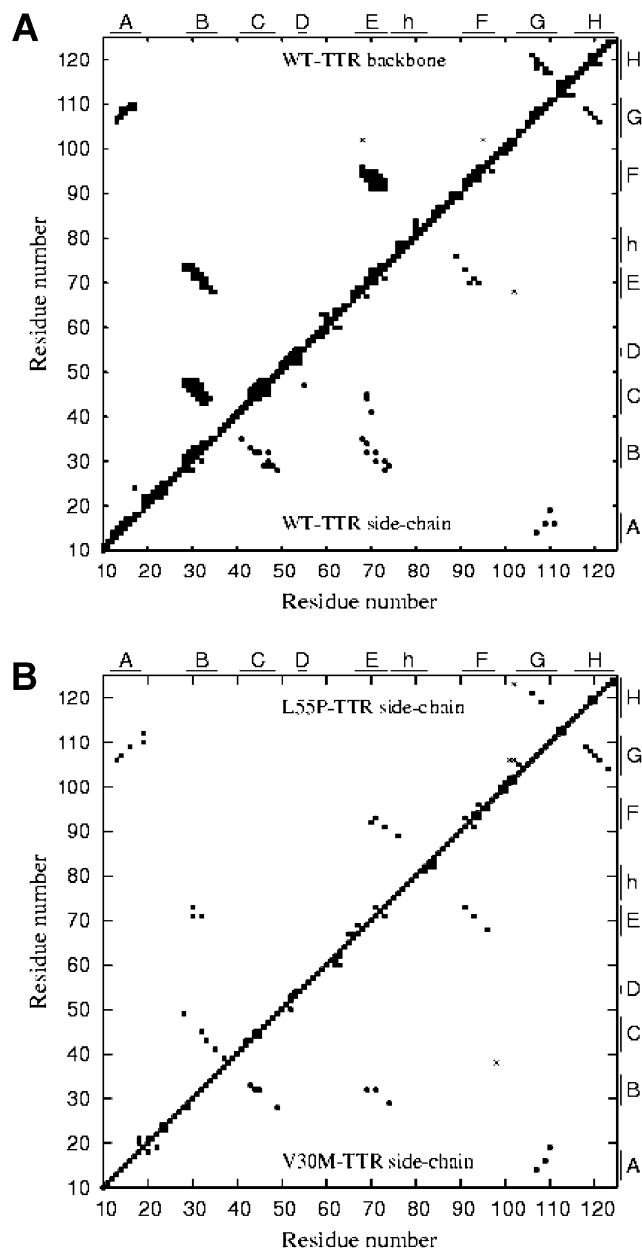 A
A B C D E h F G H
WT-TTR backbone
120
110
100
90
80
70
60
50
40
30
20
10
Residue number
H
G
F
h
E
D
C
B
A
WT-TTR side-chain
10 20 30 40 50 60 70 80 90 100 110 120
Residue number
B
A B C D E h F G H
L55P-TTR side-chain
120
110
100
90
80
70
60
50
40
30
20
10
Residue number
H
G
F
h
E
D
C
B
A
V30M-TTR side-chain
10 20 30 40 50 60 70 80 90 100 110 120
Residue number